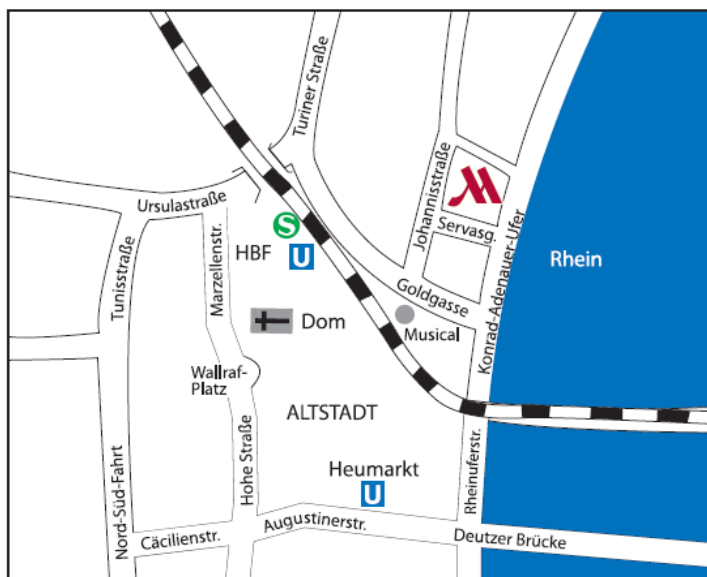 Turiner Straße
Johannisstraße
Ursulastraße
Servasg.
S
HBF
U
Marzellenstr.
Tunisstraße
Konrad-Adenauer-Ufer
Rhein
Goldgasse
Dom
Musical
Wallraf-
Platz
ALTSTADT
Hohe Straße
Nord-Süd-Fahrt
Rheinuferstr.
Heumarkt
U
Augustinerstr.
Cäcilienstr.
Deutzer Brücke